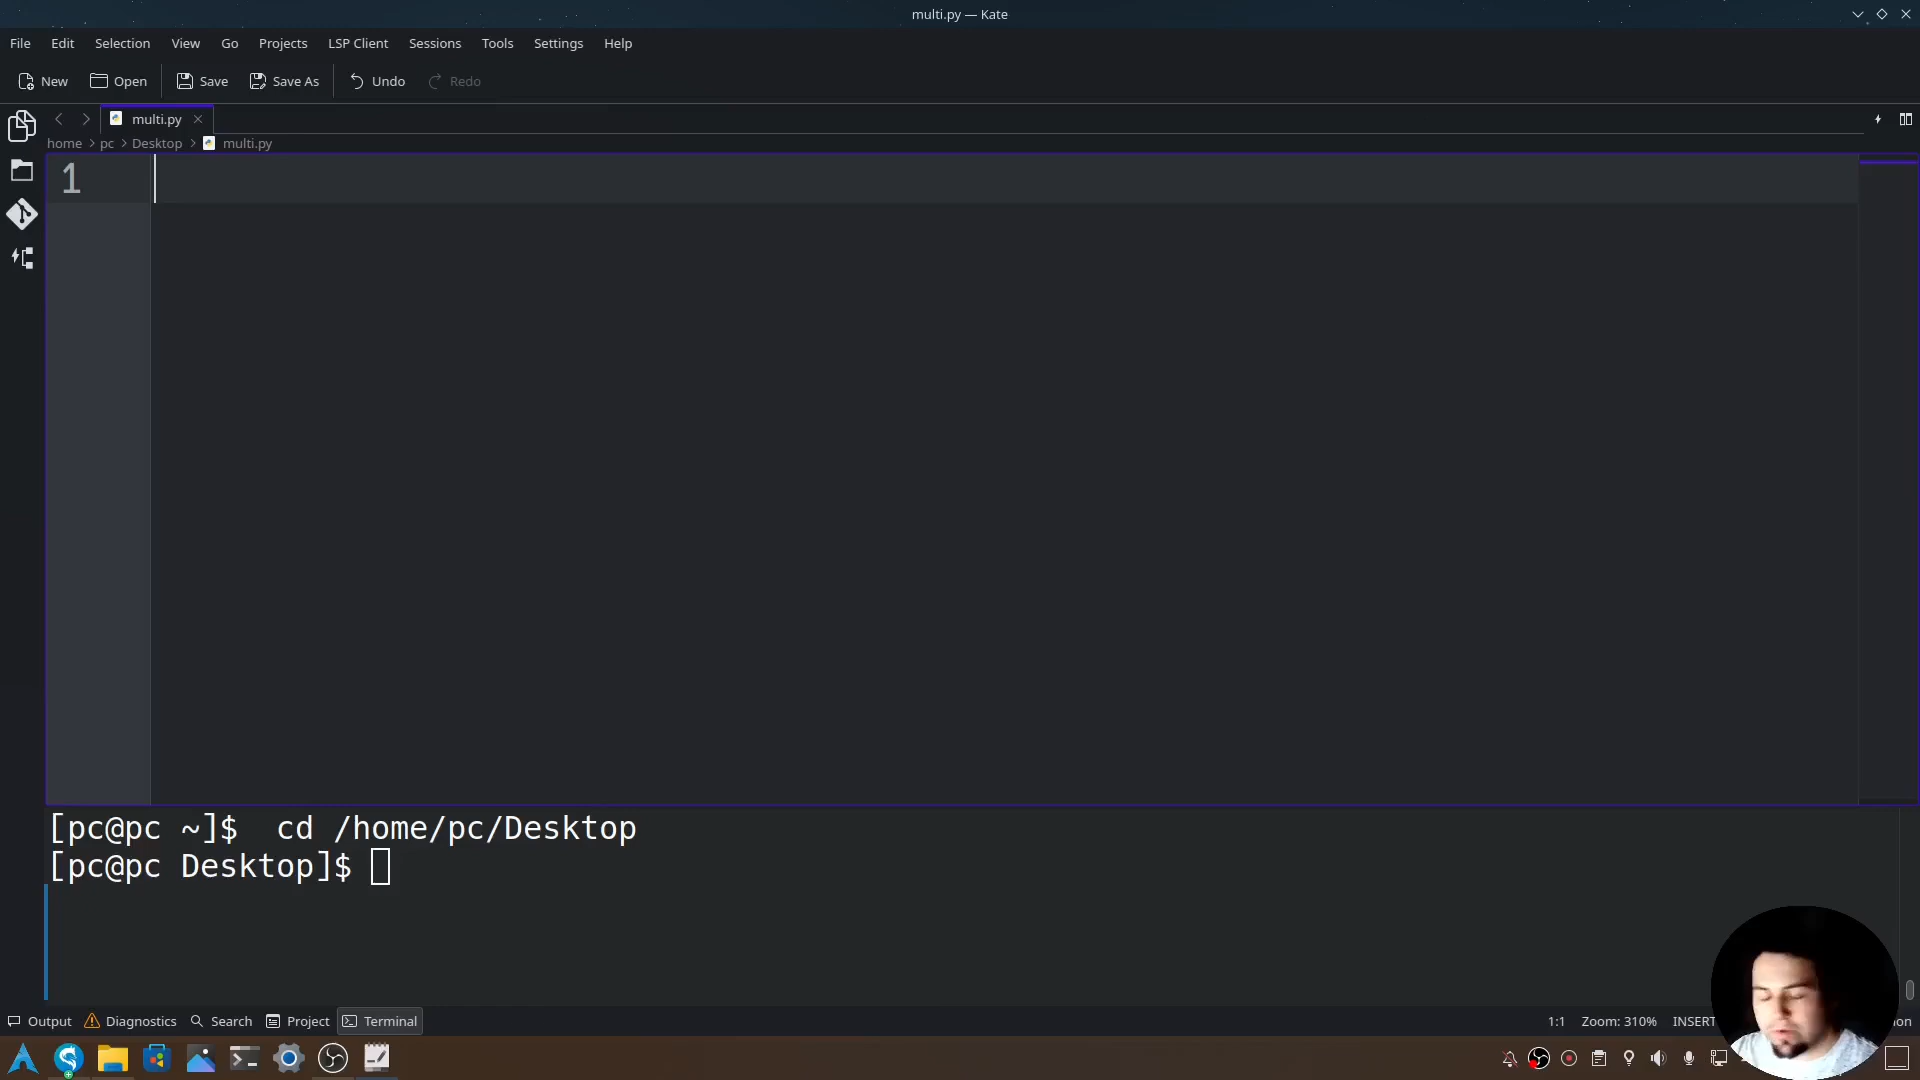 multi.py — Kate
File Edit Selection View Go Projects LSP Client Sessions Tools Settings Help
New Open Save Save As Undo Redo
multi.py
home > pc > Desktop > multi.py
1
[pc@pc ~]$  cd /home/pc/Desktop
[pc@pc Desktop]$
Output Diagnostics Search Project Terminal 1:1 Zoom: 310% INSERT